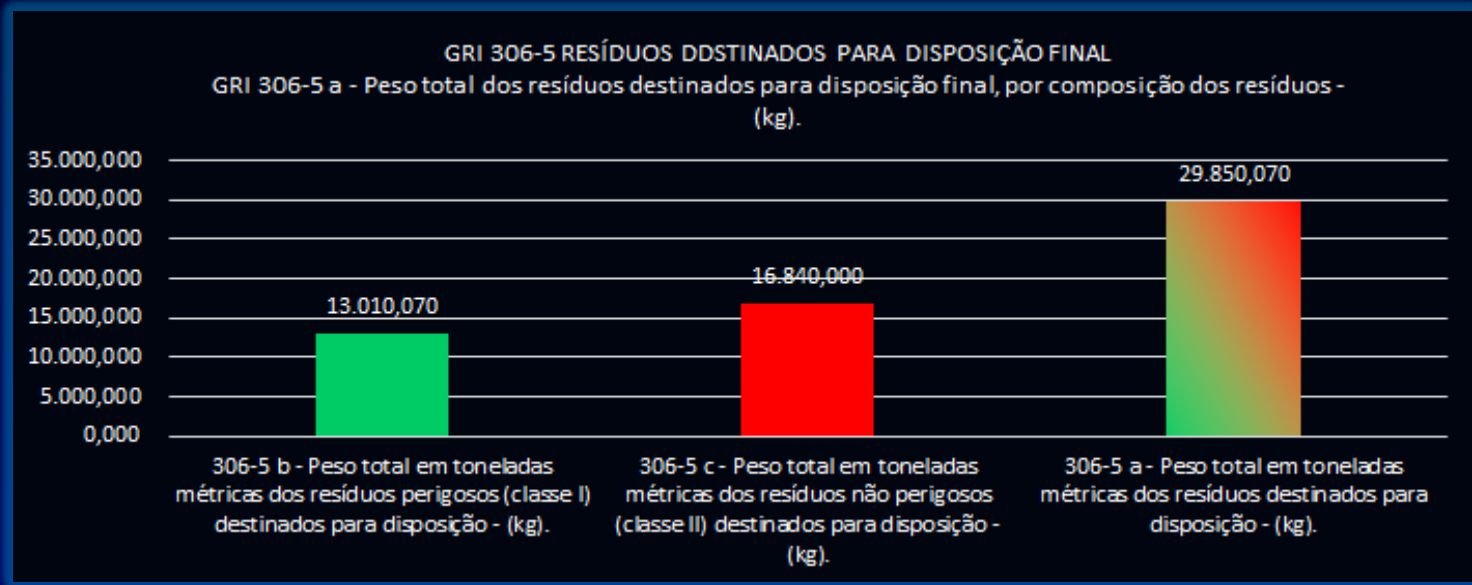 GRI 306-5 RESÍDUOS DDSTINADOS PARA DISPOSIÇÃO FINAL
GRI 306-5 a - Peso total dos resíduos destinados para disposição final, por composição dos resíduos -
(kg).
35.000,000
30.000,000
25.000,000
20.000,000
15.000,000
10.000,000
5.000,000
0,000
13.010,070
16.840,000
29.850,070
306-5 b - Peso total em toneladas
métricas dos resíduos perigosos (classe I)
destinados para disposição - (kg).
306-5 c - Peso total em toneladas
métricas dos resíduos não perigosos
(classe II) destinados para disposição -
(kg).
306-5 a - Peso total em toneladas
métricas dos resíduos destinados para
disposição - (kg).